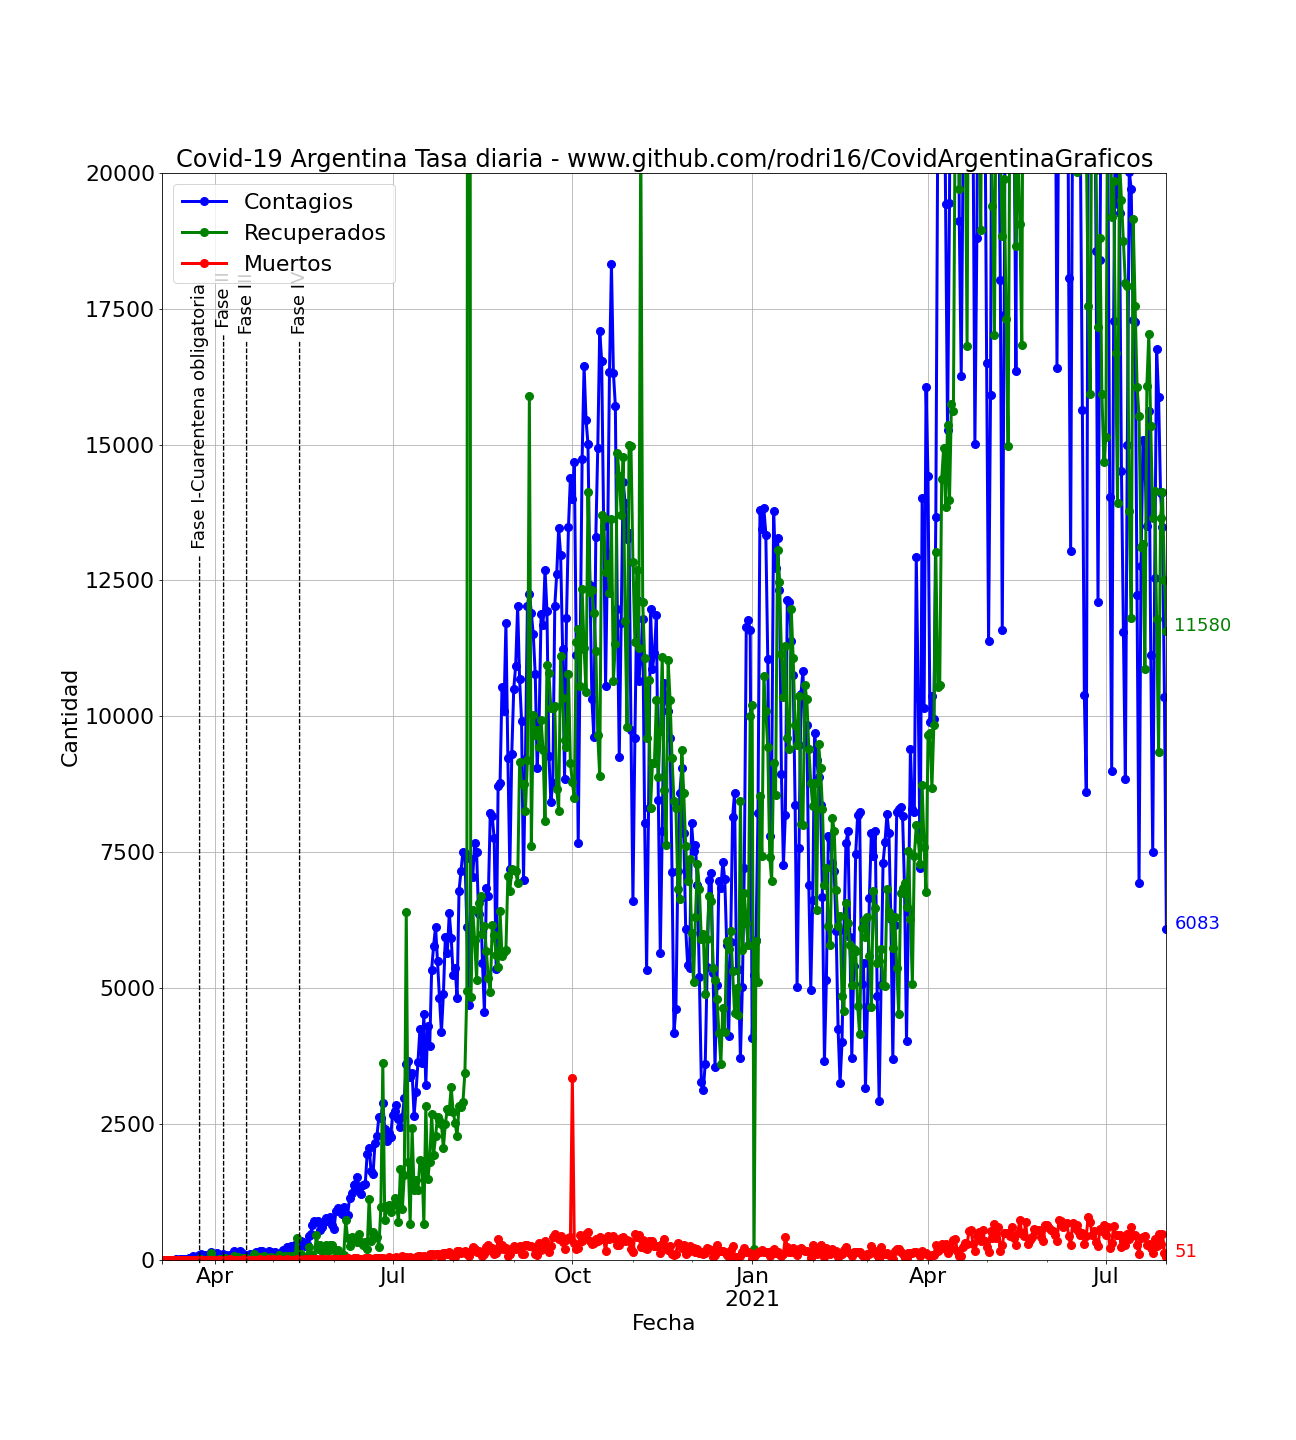 Covid-19 Argentina Tasa diaria - www.github.com/rodri16/CovidArgentinaGraficos
20000
17500
15000
12500
10000
7500
5000
2500
0
Cantidad
Contagios
Recuperados
Muertos
Fase I-Cuarentena obligatoria
Fase II
Fase III
Fase IV
11580
6083
51
Apr
Jul
Oct
Jan
2021
Apr
Jul
Fecha